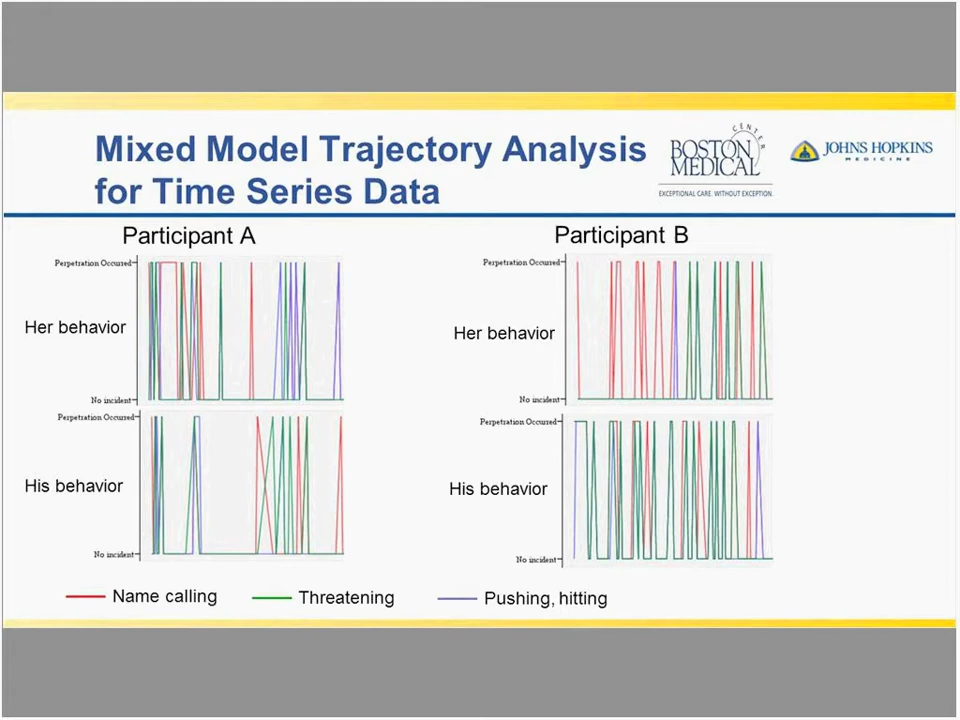 Mixed Model Trajectory Analysis
for Time Series Data
CENTER
BOSTON
MEDICAL
EXCEPTIONAL CARE. WITHOUT EXCEPTION.
JOHNS HOPKINS
MEDICINE
Participant A
Participant B
Perpetration Occurred
Her behavior
No incident
Perpetration Occurred
Her behavior
No incident
Perpetration Occurred
His behavior
No incident
Perpetration Occurred
His behavior
No incident
Name calling
Threatening
Pushing, hitting